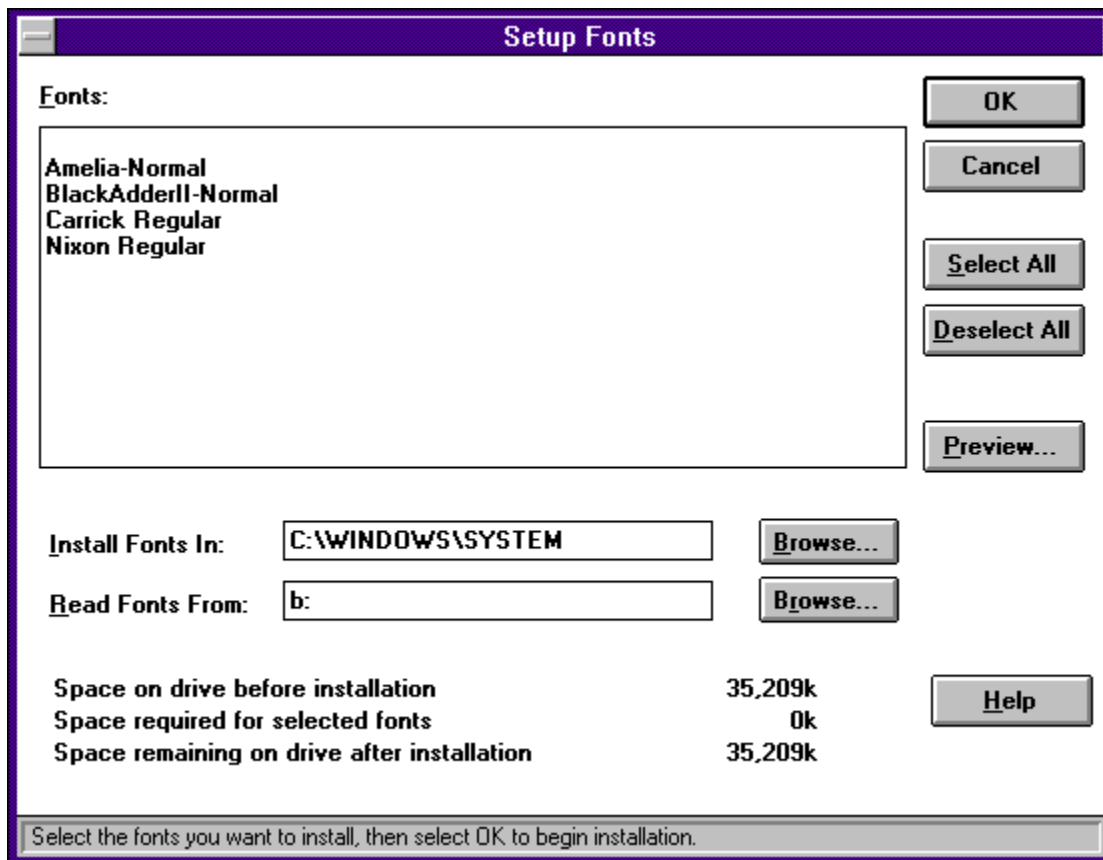 Setup Fonts
Fonts:
OK
Amelia-Normal
BlackAdderII-Normal
Carrick Regular
Nixon Regular
Cancel
Select All
Deselect All
Preview...
Install Fonts In: C:\WINDOWS\SYSTEM Browse...
Read Fonts From: b: Browse...
Space on drive before installation 35,209k
Space required for selected fonts 0k
Space remaining on drive after installation 35,209k
Help
Select the fonts you want to install, then select OK to begin installation.